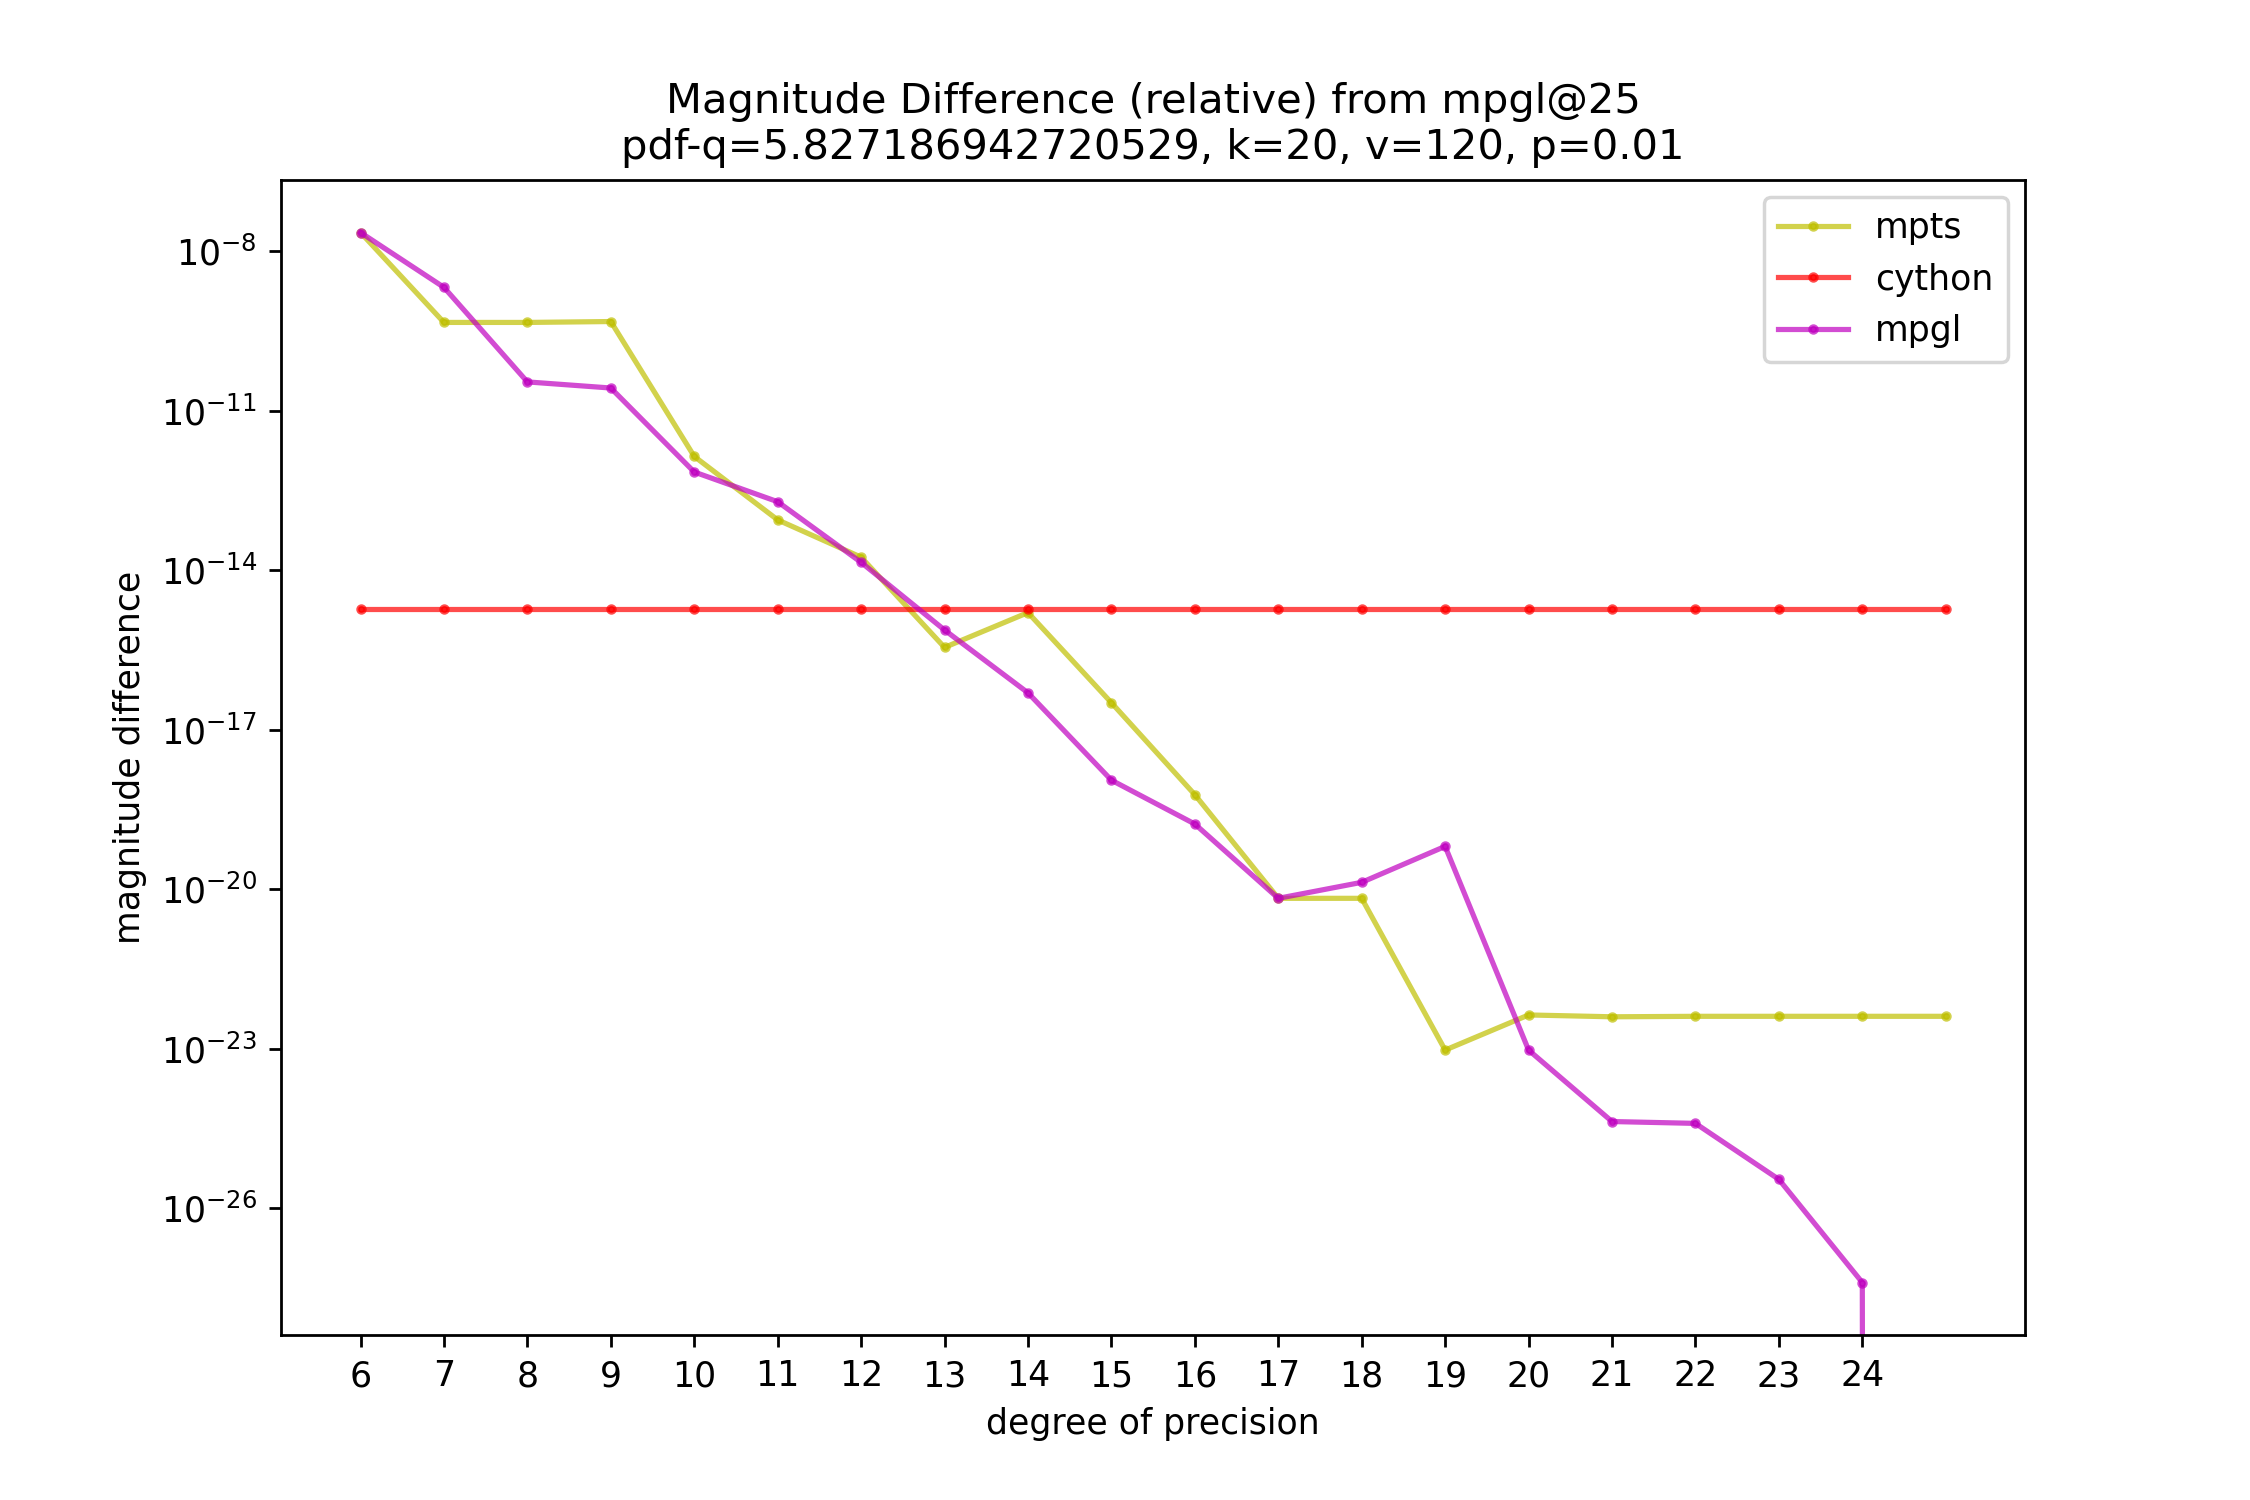 Magnitude Difference (relative) from mpgl@25
pdf-q=5.827186942720529, k=20, v=120, p=0.01
mpts
cython
mpgl
magnitude difference
10⁻⁸
10⁻¹¹
10⁻¹⁴
10⁻¹⁷
10⁻²⁰
10⁻²³
10⁻²⁶
6 7 8 9 10 11 12 13 14 15 16 17 18 19 20 21 22 23 24
degree of precision